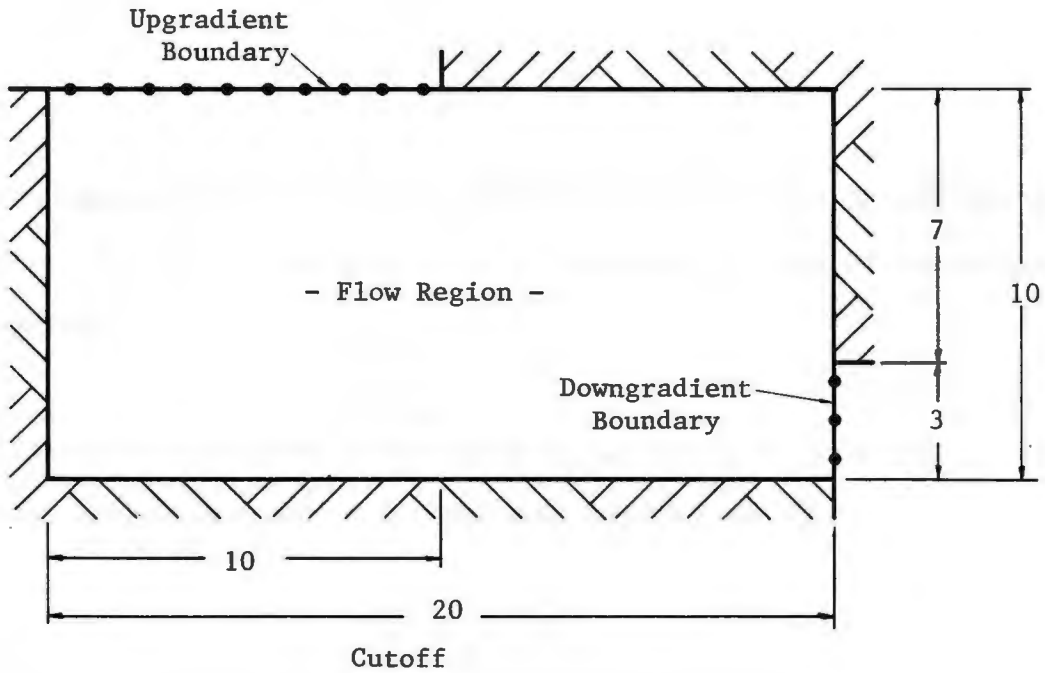 Upgradient
Boundary
7
10
- Flow Region -
Downgradient
Boundary
3
10
20
Cutoff